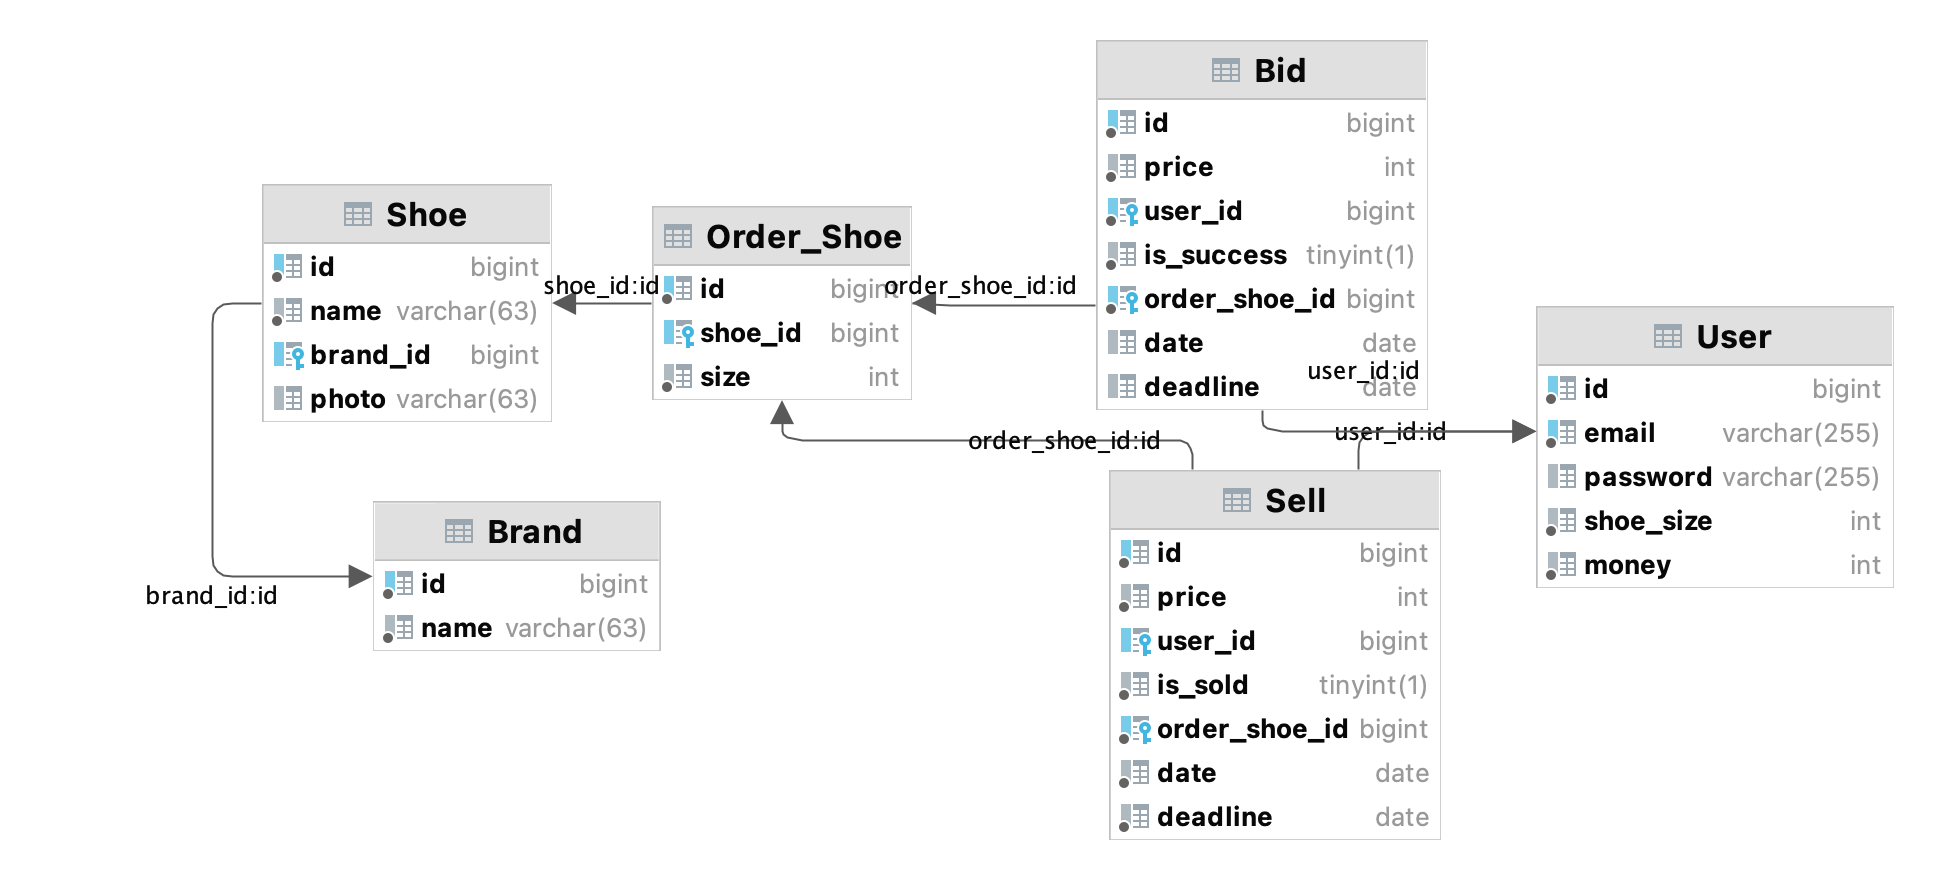 Bid
id bigint
price int
user_id bigint
is_success tinyint(1)
order_shoe_id bigint
date date
deadline date
Shoe
id bigint
name varchar(63)
brand_id bigint
photo varchar(63)
shoe_id:id
Order_Shoe
id bigint
shoe_id bigint
size int
order_shoe_id:id
user_id:id
User
id bigint
email varchar(255)
password varchar(255)
shoe_size int
money int
order_shoe_id:id
user_id:id
Sell
id bigint
price int
user_id bigint
is_sold tinyint(1)
order_shoe_id bigint
date date
deadline date
Brand
id bigint
name varchar(63)
brand_id:id